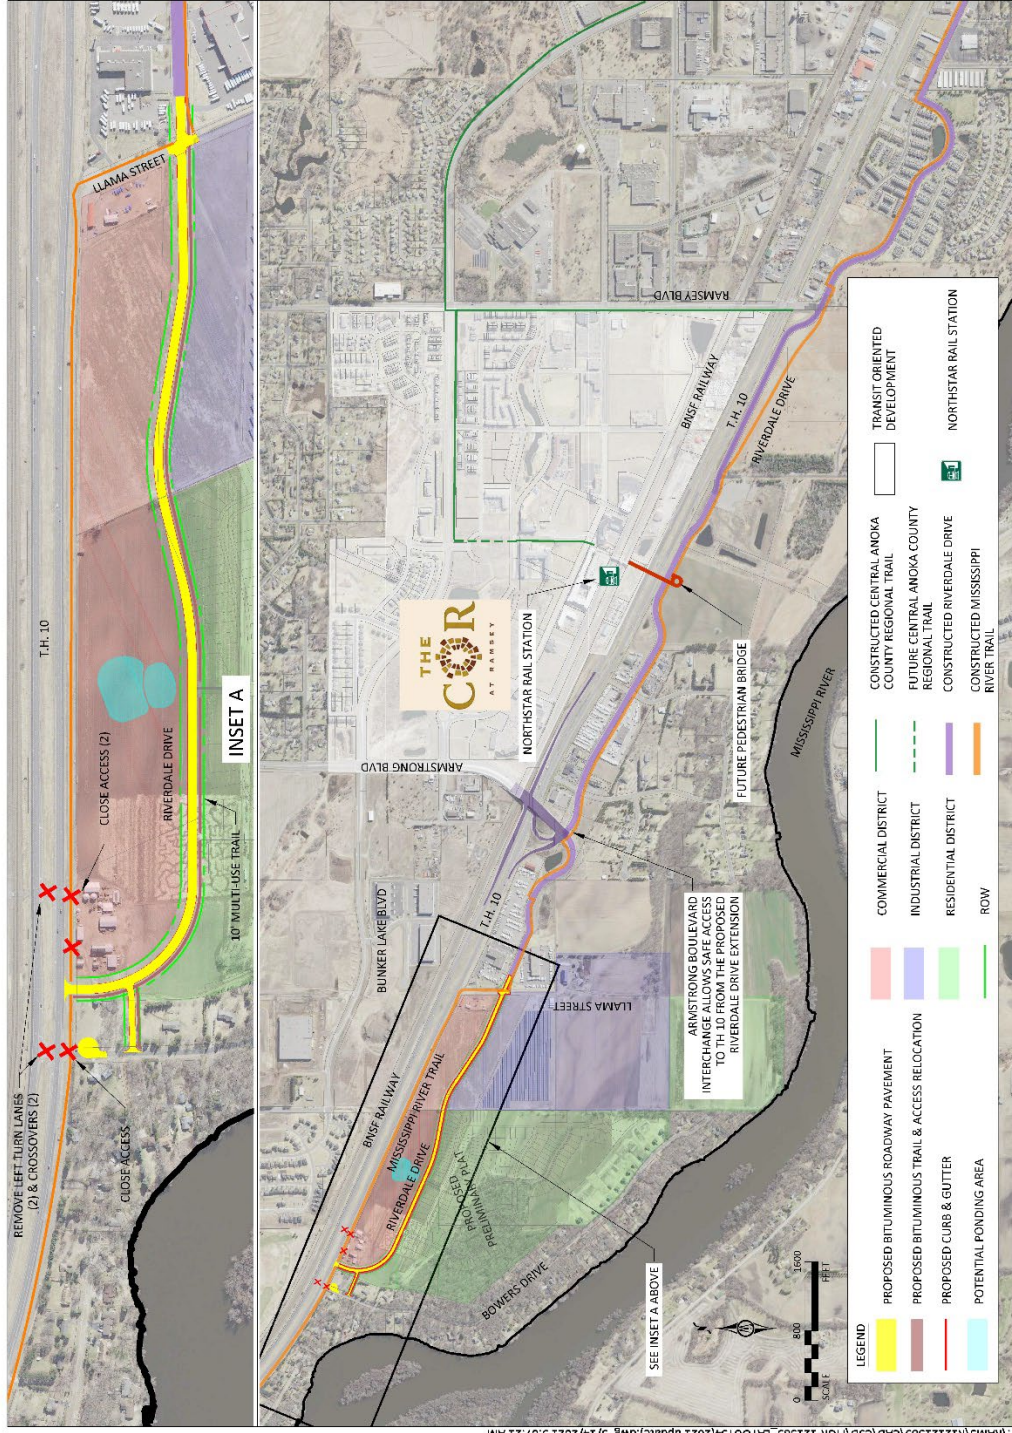 REMOVE LEFT TURN LANES
(2) & CROSSOVERS (2)
CLOSE ACCESS
CLOSE ACCESS (2)
T.H. 10
LLAMA STREET
RIVERDALE DRIVE
10' MULTI-USE TRAIL
INSET A
BUNKER LAKE BLVD
ARMSTRONG BLVD
RAMSEY BLVD
THE
COR
AT RAMSEY
NORTHSTAR RAIL STATION
BNSF RAILWAY
T.H. 10
RIVERDALE DRIVE
BNSF RAILWAY
T.H. 10
MISSISSIPPI RIVER TRAIL
RIVERDALE DRIVE
PROPOSED
PRELIMINARY PLAT
LLAMA STREET
BOWERS DRIVE
SEE INSET A ABOVE
ARMSTRONG BOULEVARD
INTERCHANGE ALLOWS SAFE ACCESS
TO TH 10 FROM THE PROPOSED
RIVERDALE DRIVE EXTENSION
FUTURE PEDESTRIAN BRIDGE
MISSISSIPPI RIVER
0 800 1600
SCALE FEET
LEGEND
PROPOSED BITUMINOUS ROADWAY PAVEMENT
PROPOSED BITUMINOUS TRAIL & ACCESS RELOCATION
PROPOSED CURB & GUTTER
POTENTIAL PONDING AREA
COMMERCIAL DISTRICT
INDUSTRIAL DISTRICT
RESIDENTIAL DISTRICT
ROW
CONSTRUCTED CENTRAL ANOKA
COUNTY REGIONAL TRAIL
FUTURE CENTRAL ANOKA COUNTY
REGIONAL TRAIL
CONSTRUCTED RIVERDALE DRIVE
CONSTRUCTED MISSISSIPPI
RIVER TRAIL
TRANSIT ORIENTED
DEVELOPMENT
NORTHSTAR RAIL STATION